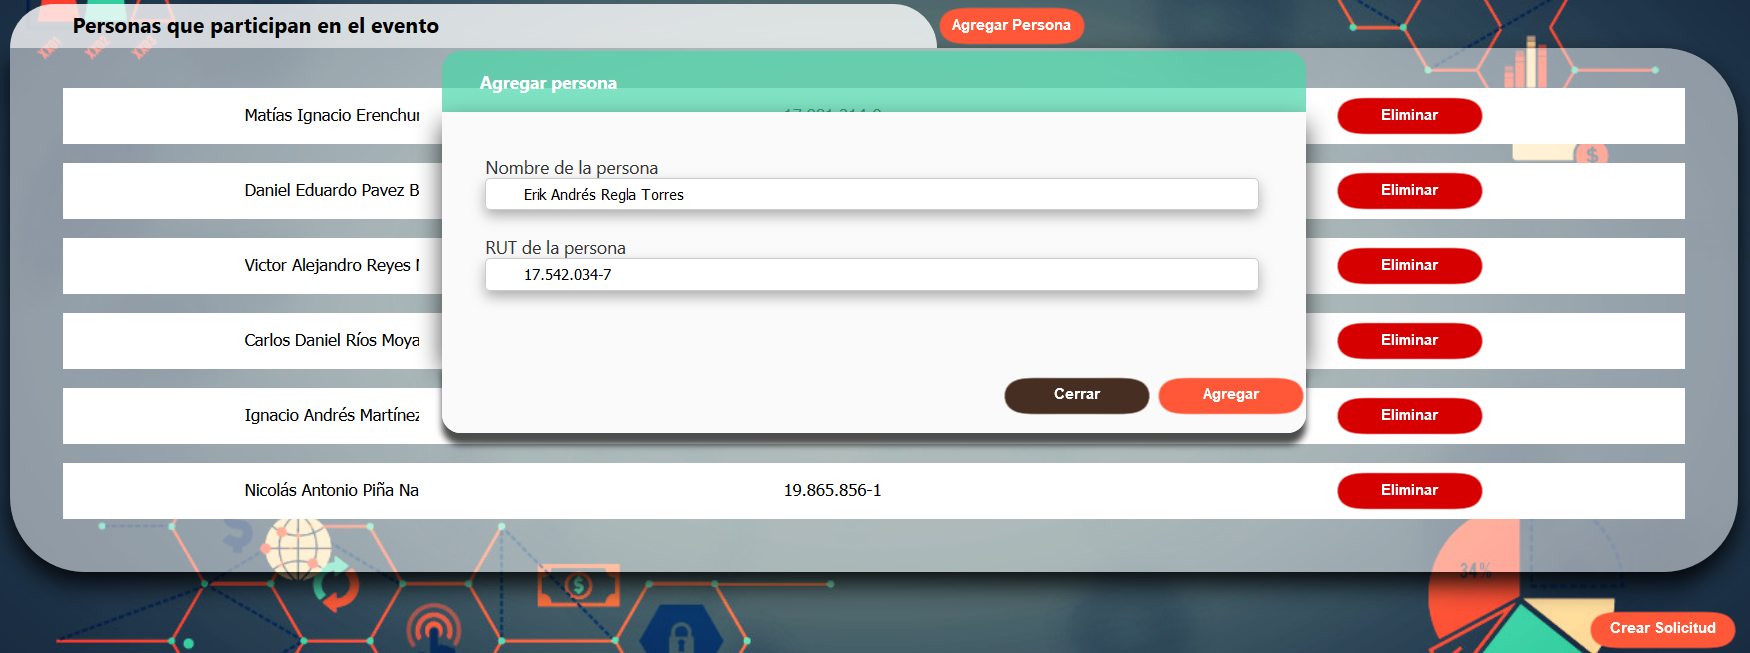 Personas que participan en el evento
Agregar Persona
Agregar persona
Matías Ignacio
Eliminar
Nombre de la persona
Erik Andrés Regla Torres
Daniel Eduardo Pavez B
Eliminar
RUT de la persona
17.542.034-7
Victor Alejandro Reyes
Eliminar
Carlos Daniel Ríos Moya
Eliminar
Cerrar
Agregar
Ignacio Andrés Martínez
Eliminar
Nicolás Antonio Piña Na
19.865.856-1
Eliminar
34%
Crear Solicitud